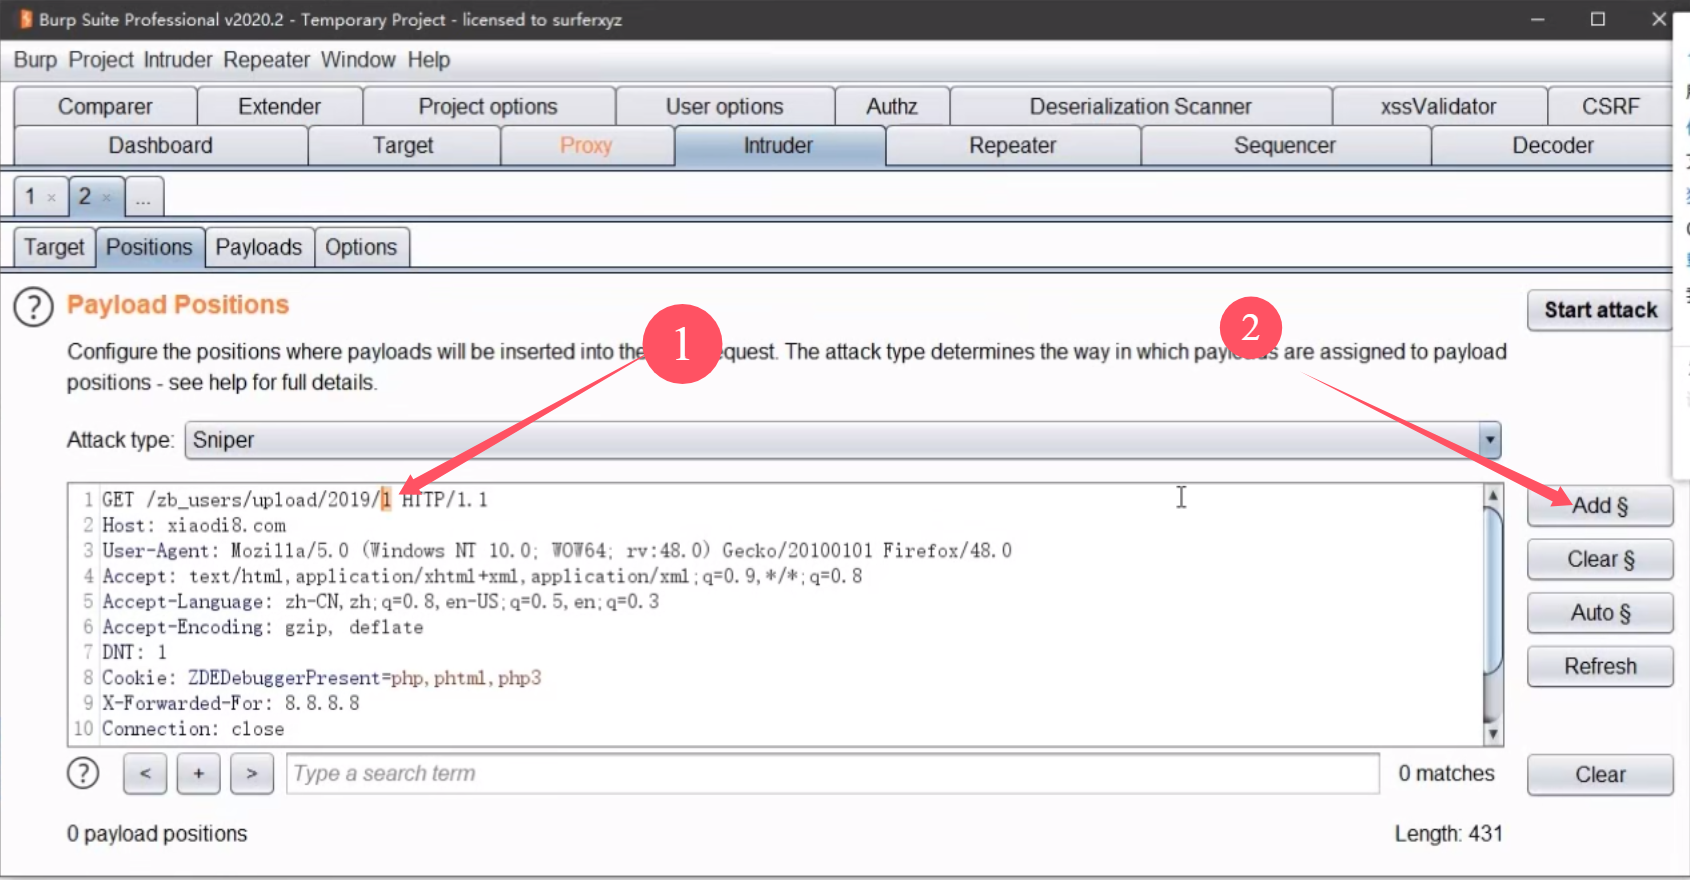 Burp Suite Professional v2020.2 - Temporary Project - licensed to surferxyz
Burp Project Intruder Repeater Window Help
Comparer Extender Project options User options Authz Deserialization Scanner xssValidator CSRF
Dashboard Target Proxy Intruder Repeater Sequencer Decoder
1 × 2 × ...
Target Positions Payloads Options
? Payload Positions
Start attack
1
2
Configure the positions where payloads will be inserted into the equest. The attack type determines the way in which payloads are assigned to payload
positions - see help for full details.
Attack type: Sniper
1 GET /zb_users/upload/2019/1 HTTP/1.1
2 Host: xiaodi8.com
3 User-Agent: Mozilla/5.0 (Windows NT 10.0; WOW64; rv:48.0) Gecko/20100101 Firefox/48.0
4 Accept: text/html,application/xhtml+xml,application/xml;q=0.9,*/*;q=0.8
5 Accept-Language: zh-CN,zh;q=0.8,en-US;q=0.5,en;q=0.3
6 Accept-Encoding: gzip, deflate
7 DNT: 1
8 Cookie: ZDEDebuggerPresent=php,phtml,php3
9 X-Forwarded-For: 8.8.8.8
10 Connection: close
Add §
Clear §
Auto §
Refresh
? < + > Type a search term 0 matches Clear
0 payload positions Length: 431